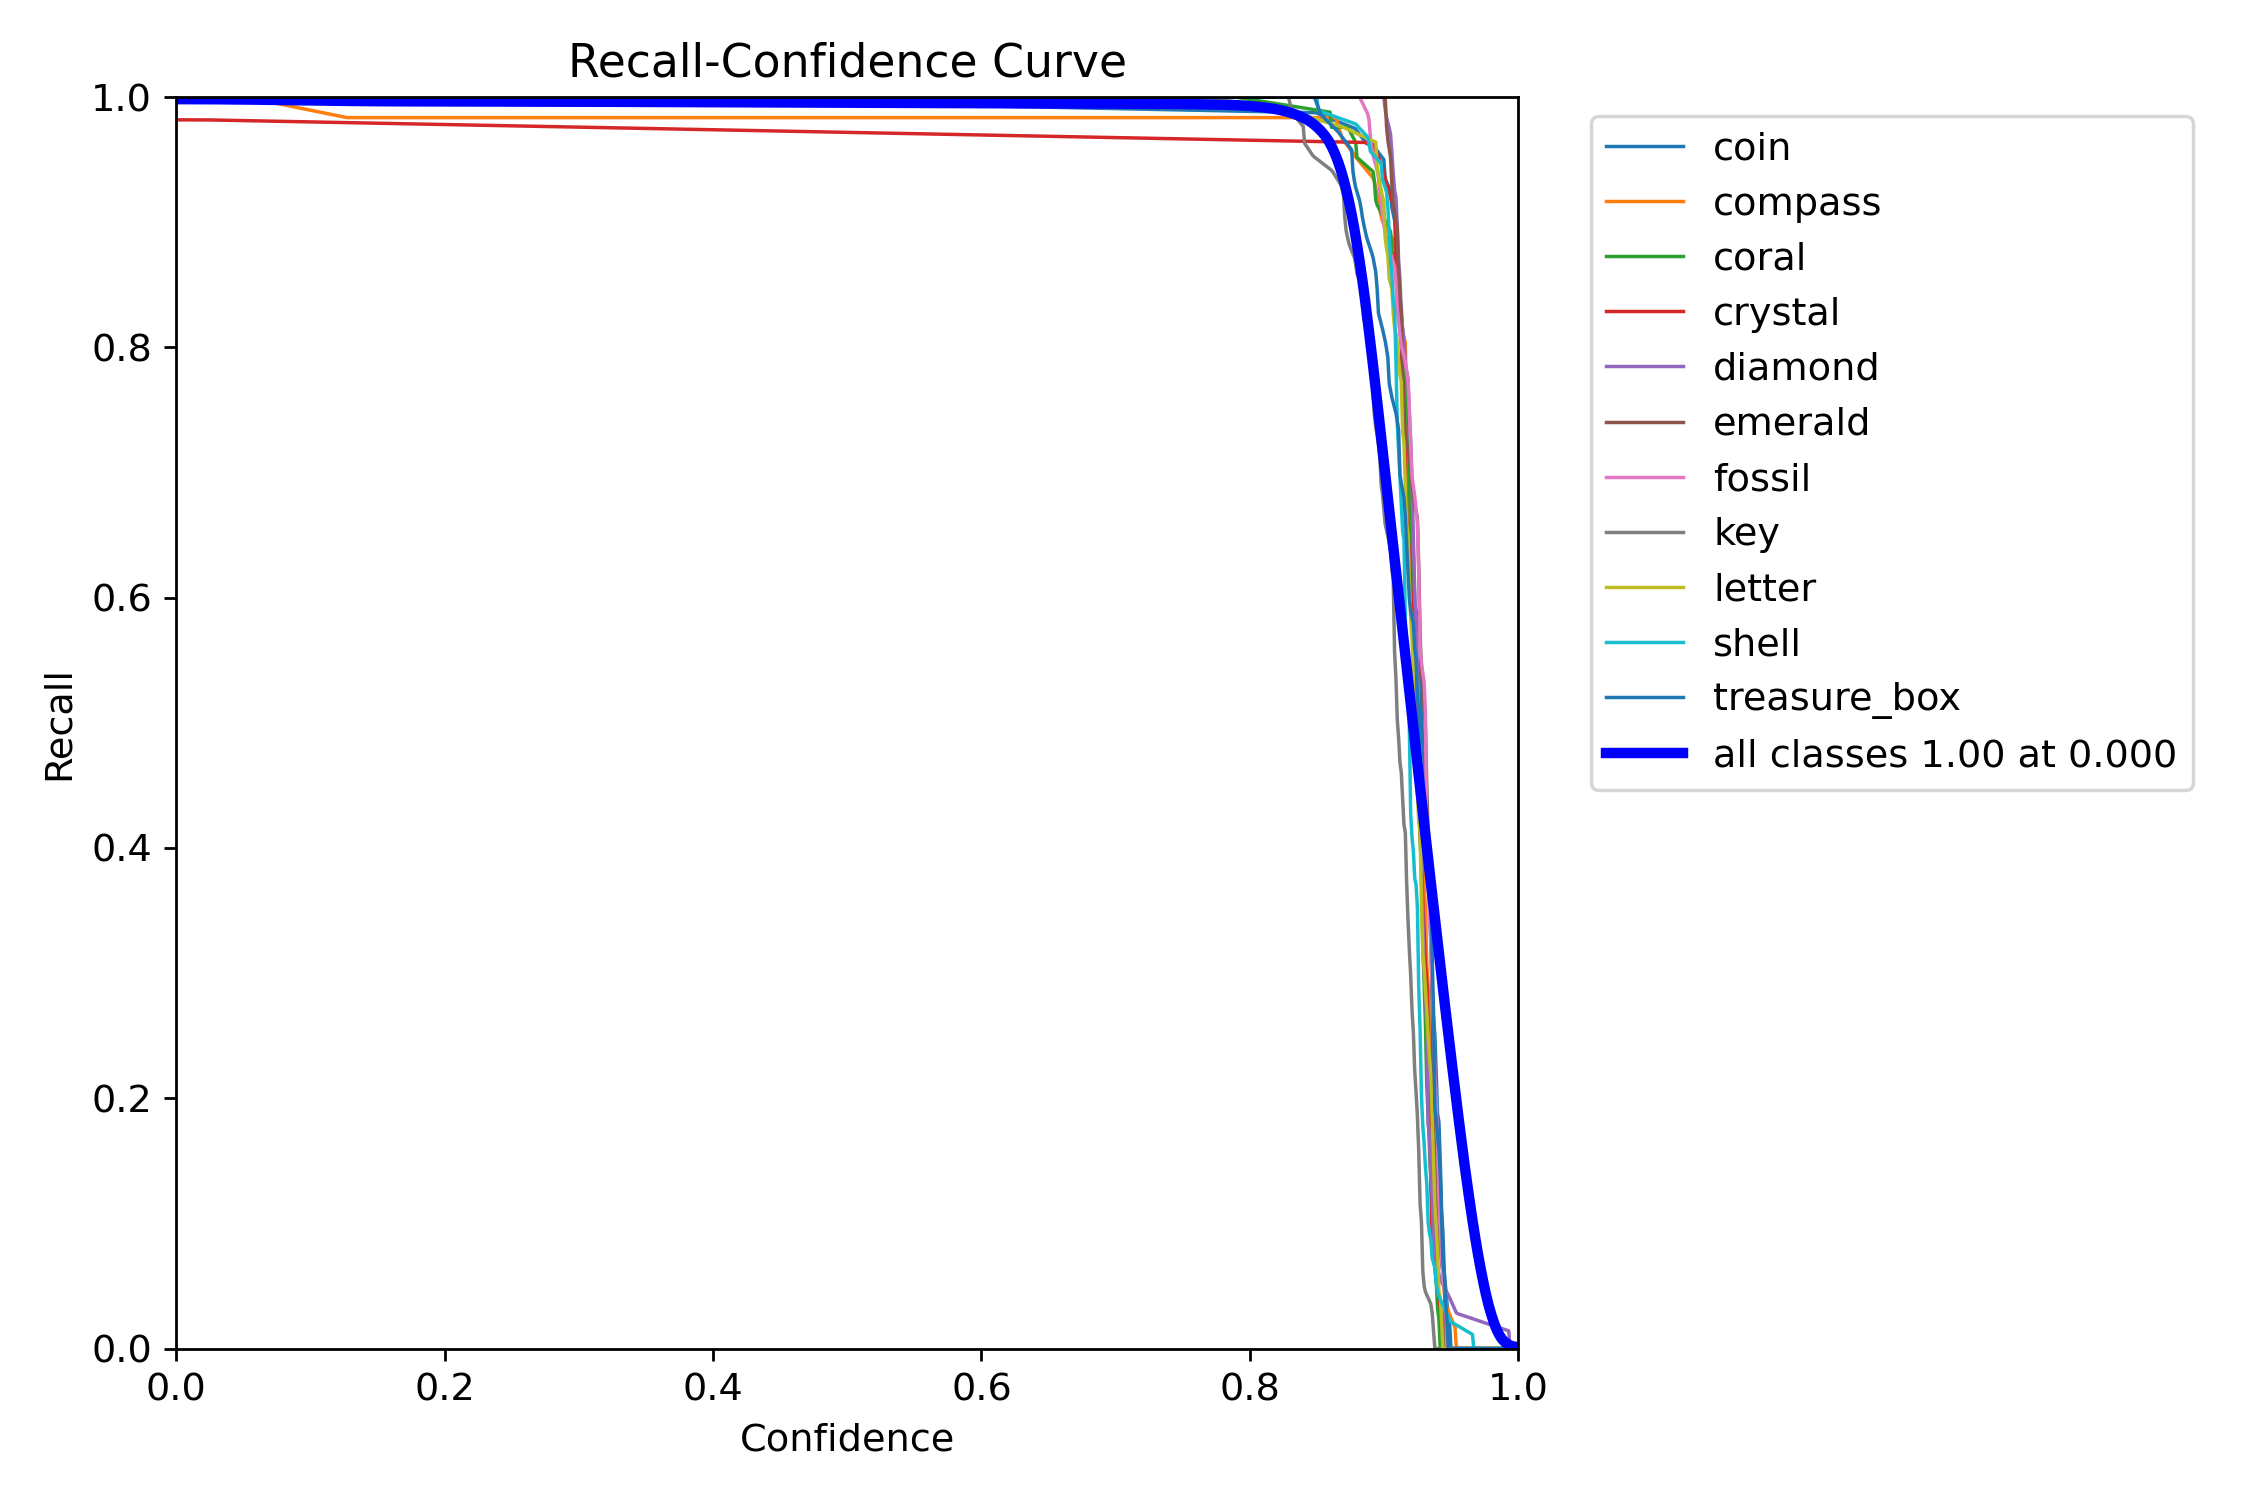 Recall-Confidence Curve
1.0
0.8
0.6
0.4
0.2
0.0
Recall
0.0 0.2 0.4 0.6 0.8 1.0
Confidence
coin
compass
coral
crystal
diamond
emerald
fossil
key
letter
shell
treasure_box
all classes 1.00 at 0.000